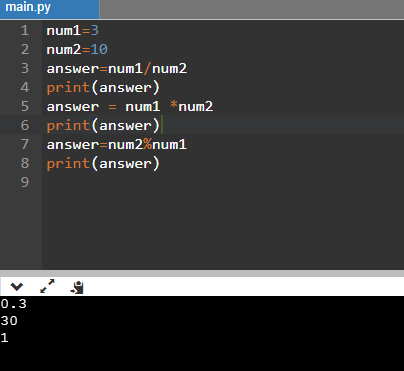 main.py
1 num1=3
2 num2=10
3 answer=num1/num2
4 print(answer)
5 answer = num1 *num2
6 print(answer)
7 answer=num2%num1
8 print(answer)
9
0.3
30
1